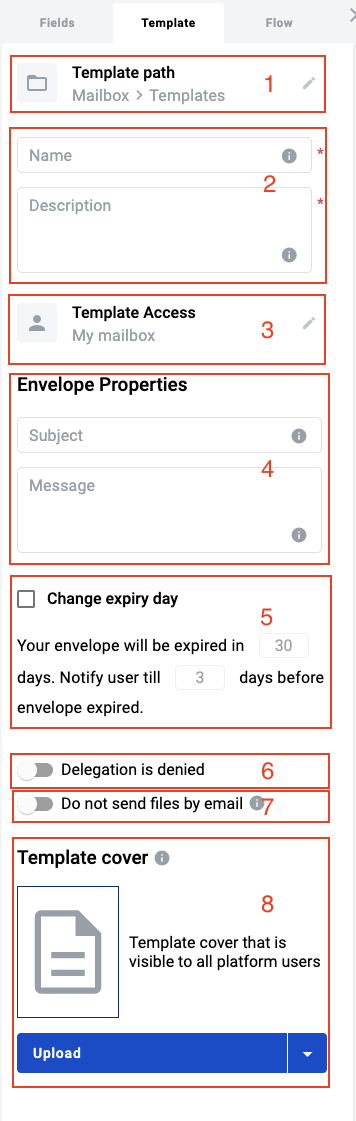 Fields Template Flow
Template path
Mailbox > Templates
1
Name
*
2
Description
*
Template Access
My mailbox
3
Envelope Properties
Subject
4
Message
Change expiry day
5
Your envelope will be expired in 30
days. Notify user till 3 days before
envelope expired.
Delegation is denied
6
Do not send files by email
7
Template cover
8
Template cover that is
visible to all platform users
Upload